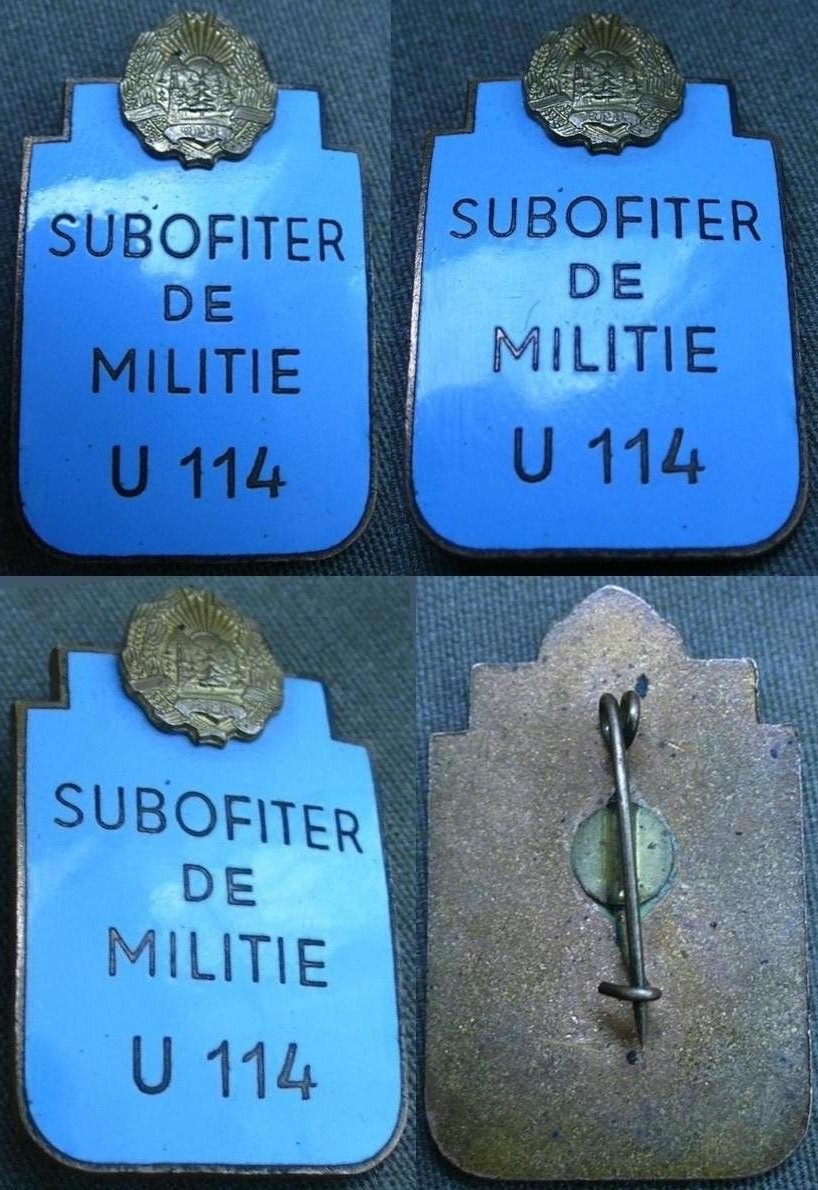 SUBOFITER
DE
MILITIE
U 114
SUBOFITER
DE
MILITIE
U 114
SUBOFITER
DE
MILITIE
U 114